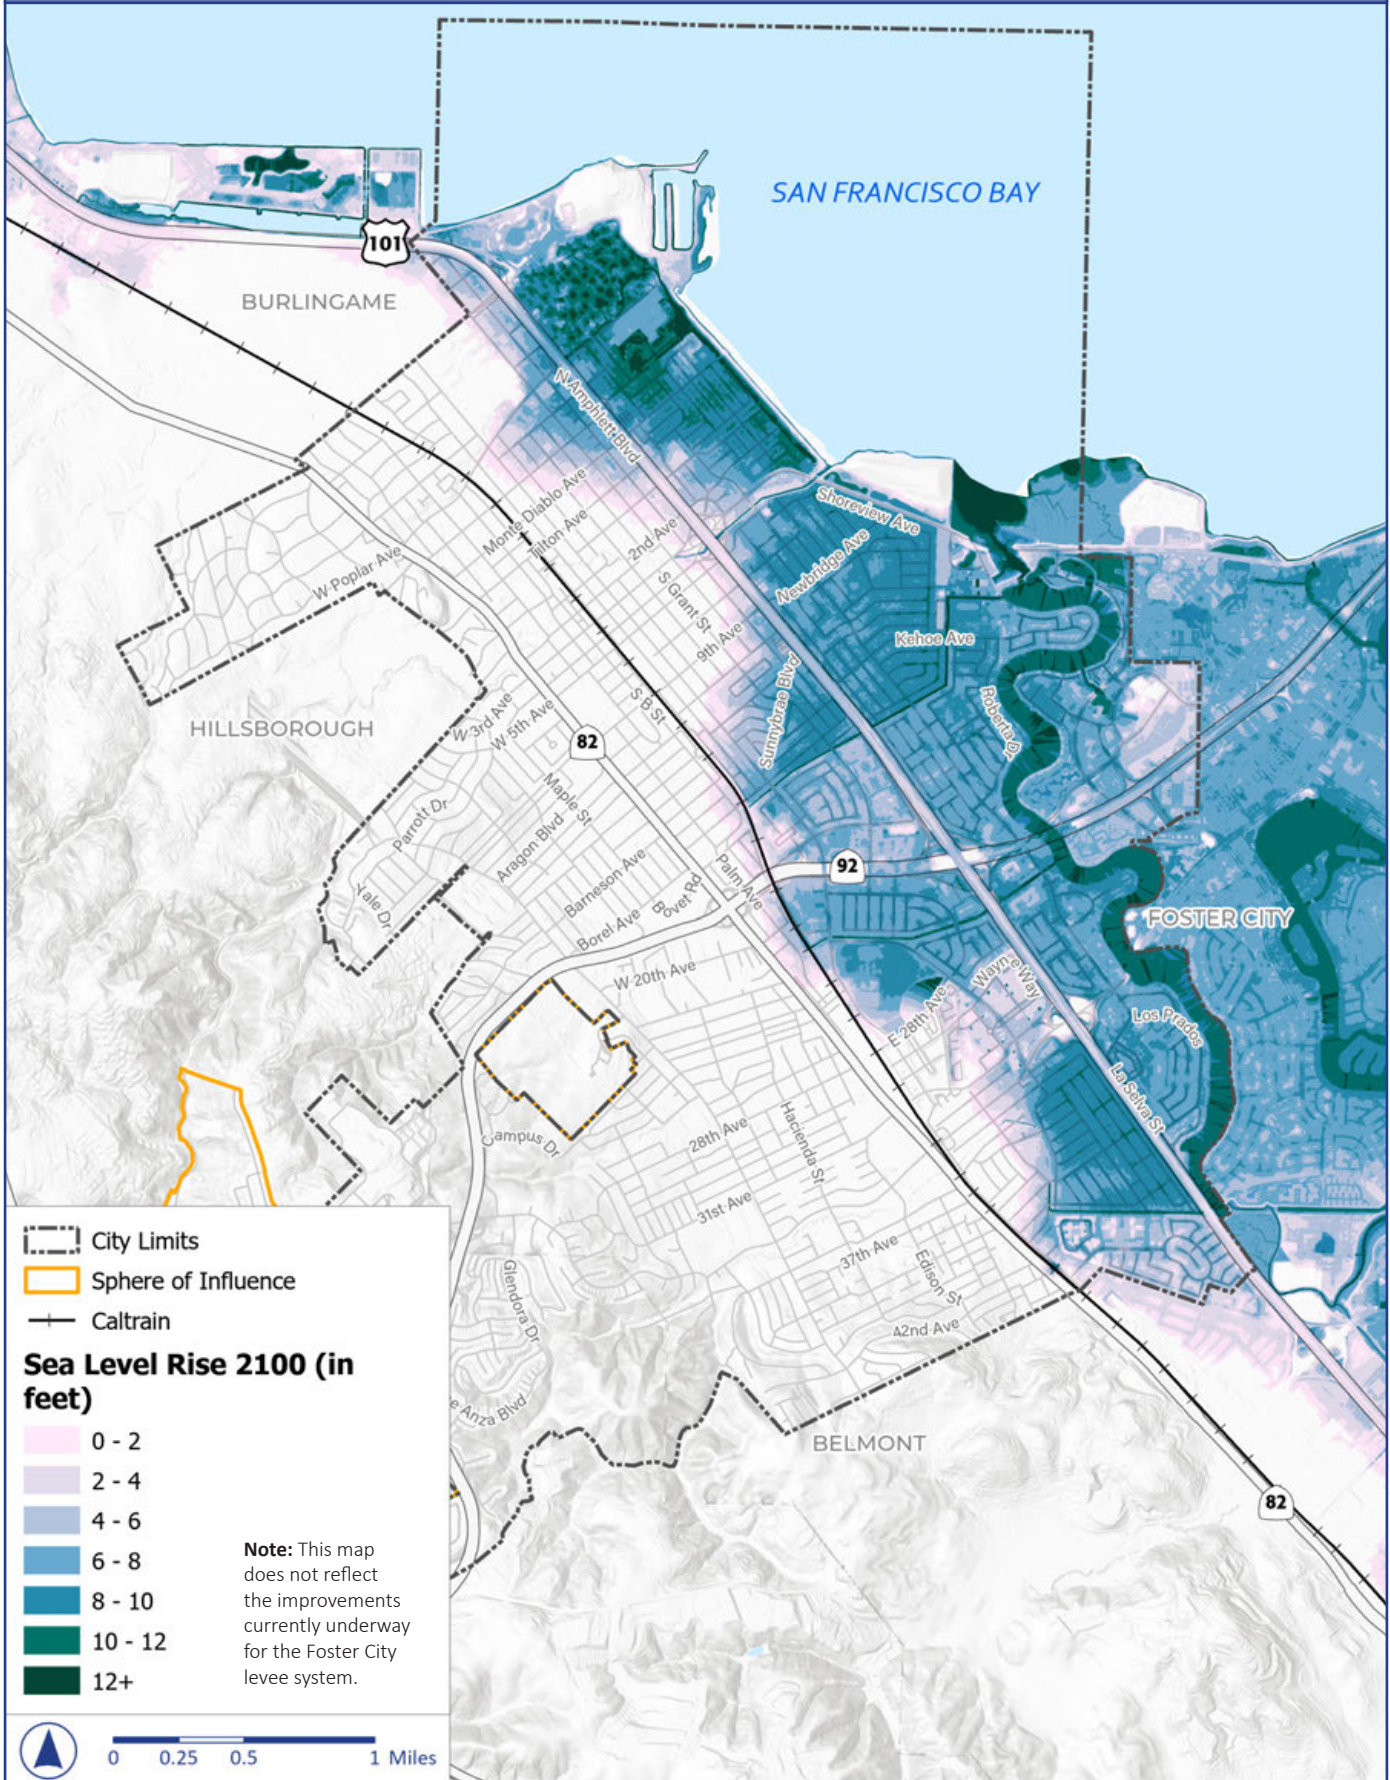 SAN FRANCISCO BAY
101
BURLINGAME
N Amphlett Blvd
Monte Diablo Ave
Tilton Ave
2nd Ave
Shoreview Ave
Newbridge Ave
W Poplar Ave
S Grant St
9th Ave
Kehoe Ave
HILLSBOROUGH
W 3rd Ave
W 5th Ave
S B St
Sunnybrae Blvd
Roberta Dr
82
Maple St
Parrott Dr
Aragon Blvd
Barneson Ave
Bovet Rd
Palm Ave
92
Yale Dr
Borel Ave
FOSTER CITY
W 20th Ave
Wayne Way
E 28th Ave
Los Prados
La Selva St
Campus Dr
28th Ave
Hacienda St
31st Ave
37th Ave
Edison St
Glendora Dr
42nd Ave
e Anza Blvd
BELMONT
82
City Limits
Sphere of Influence
Caltrain
Sea Level Rise 2100 (in
feet)
0 - 2
2 - 4
4 - 6
6 - 8
8 - 10
10 - 12
12+
Note: This map
does not reflect
the improvements
currently underway
for the Foster City
levee system.
0 0.25 0.5 1 Miles